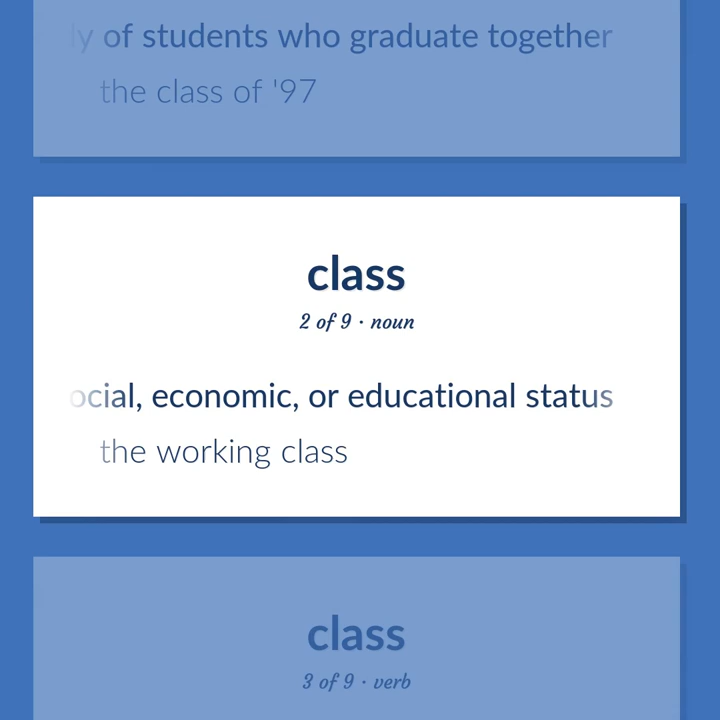 of students who graduate together
the class of '97
class
2 of 9 · noun
economic, or educational status
the working class
class
3 of 9 · verb